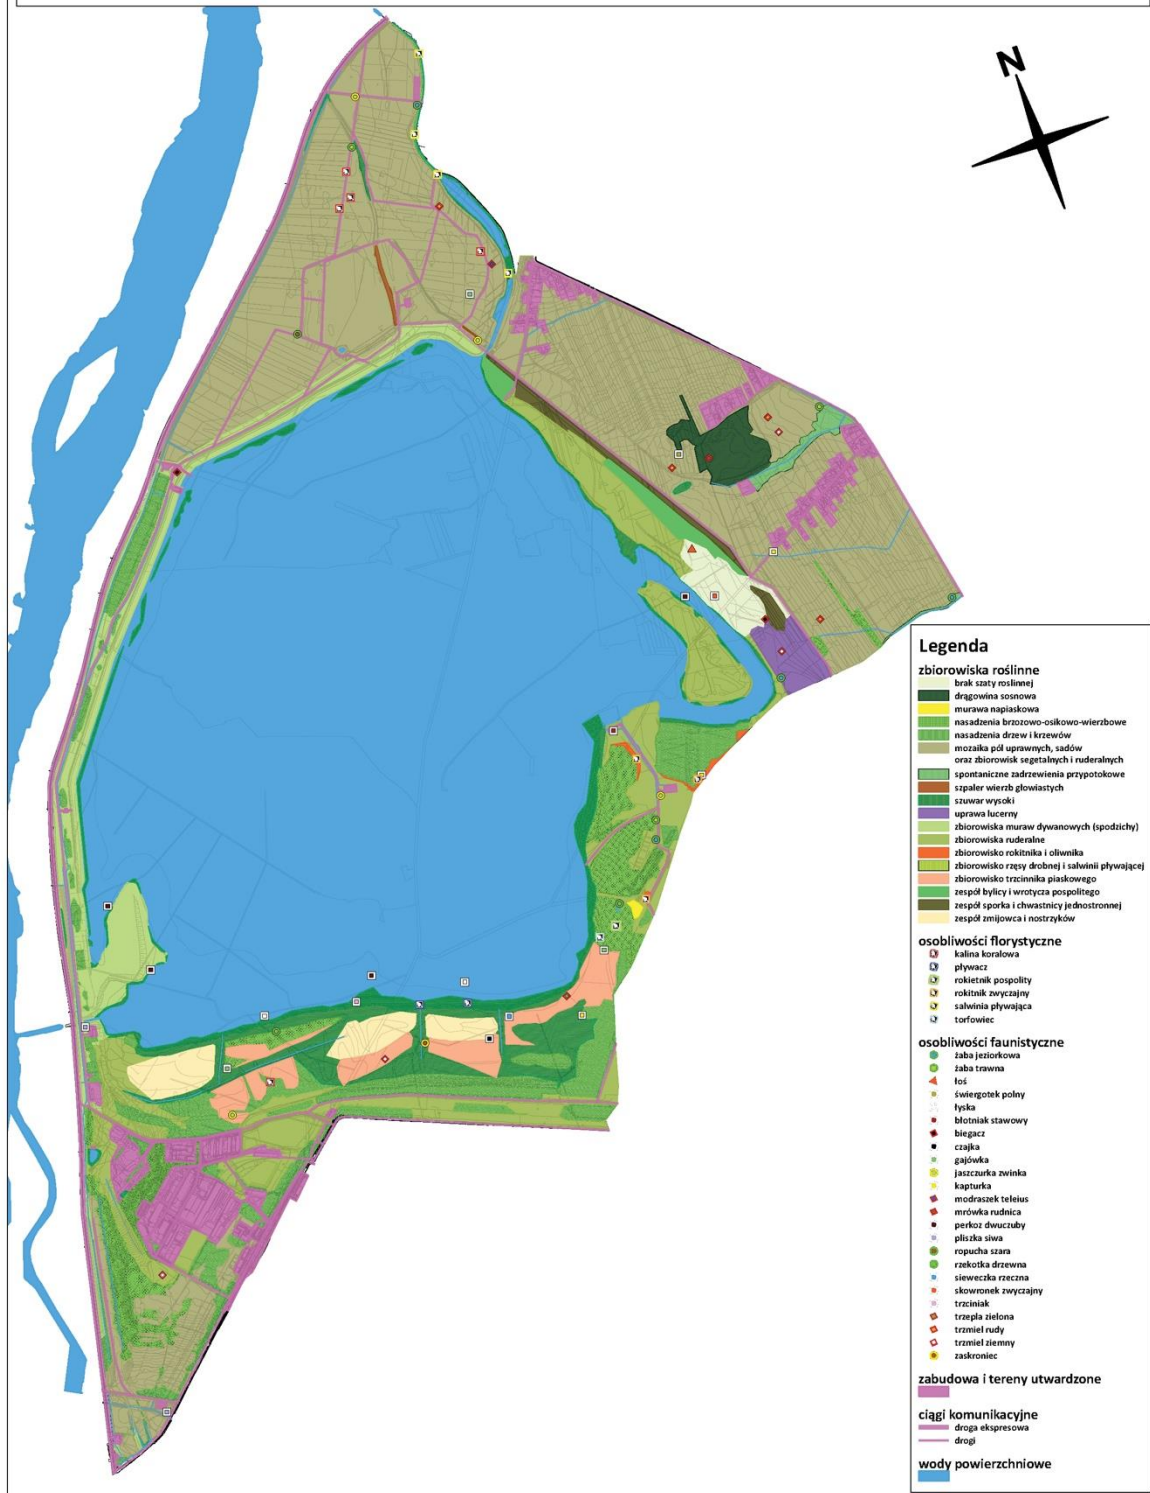 N
Legenda
zbiorowiska roślinne
brak szaty roslinnej
drągowina sosnowa
murawa napiaskowa
nasadzenia brzozowo-osikowo-wierzbowe
nasadzenia drzew i krzewów
mozaika pól uprawnych, sadów
oraz zbiorowisk segetalnych i ruderalnych
spontaniczne zadrzewienia przypotokowe
szpaler wierzb głowiastych
szuwar wysoki
uprawa lucerny
zbiorowiska muraw dywanowych (spodzichy)
zbiorowiska ruderalne
zbiorowisko rokitnika i oliwnika
zbiorowisko rzęsy drobnej i salwinii pływającej
zbiorowisko trzcinnika piaskowego
zespół bylicy i wrotycza pospolitego
zespół sporka i chwastnicy jednostronnej
zespół zmijowca i nostrzyków
osobliwości florystyczne
kalina koralowa
pływacz
rokietnik pospolity
rokitnik zwyczajny
salwinia pływająca
torfowiec
osobliwości faunistyczne
żaba jeziorkowa
żaba trawna
łoś
świergotek polny
łyska
błotniak stawowy
biegacz
czajka
gajówka
jaszczurka zwinka
kapturka
modraszek teleius
mrówka rudnica
perkoz dwuczuby
pliszka siwa
ropucha szara
rzekotka drzewna
sieweczka rzeczna
skowronek zwyczajny
trzciniak
trzepla zielona
trzmiel rudy
trzmiel ziemny
zaskroniec
zabudowa i tereny utwardzone
ciągi komunikacyjne
droga ekspresowa
drogi
wody powierzchniowe